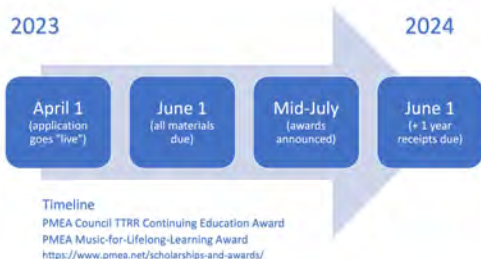 2023
2024
April 1
(application
goes "live")
June 1
(all materials
due)
Mid-July
(awards
announced)
June 1
(+ 1 year
receipts due)
Timeline
PMEA Council TTRR Continuing Education Award
PMEA Music-for-Lifelong-Learning Award
https://www.pmea.net/scholarships-and-awards/